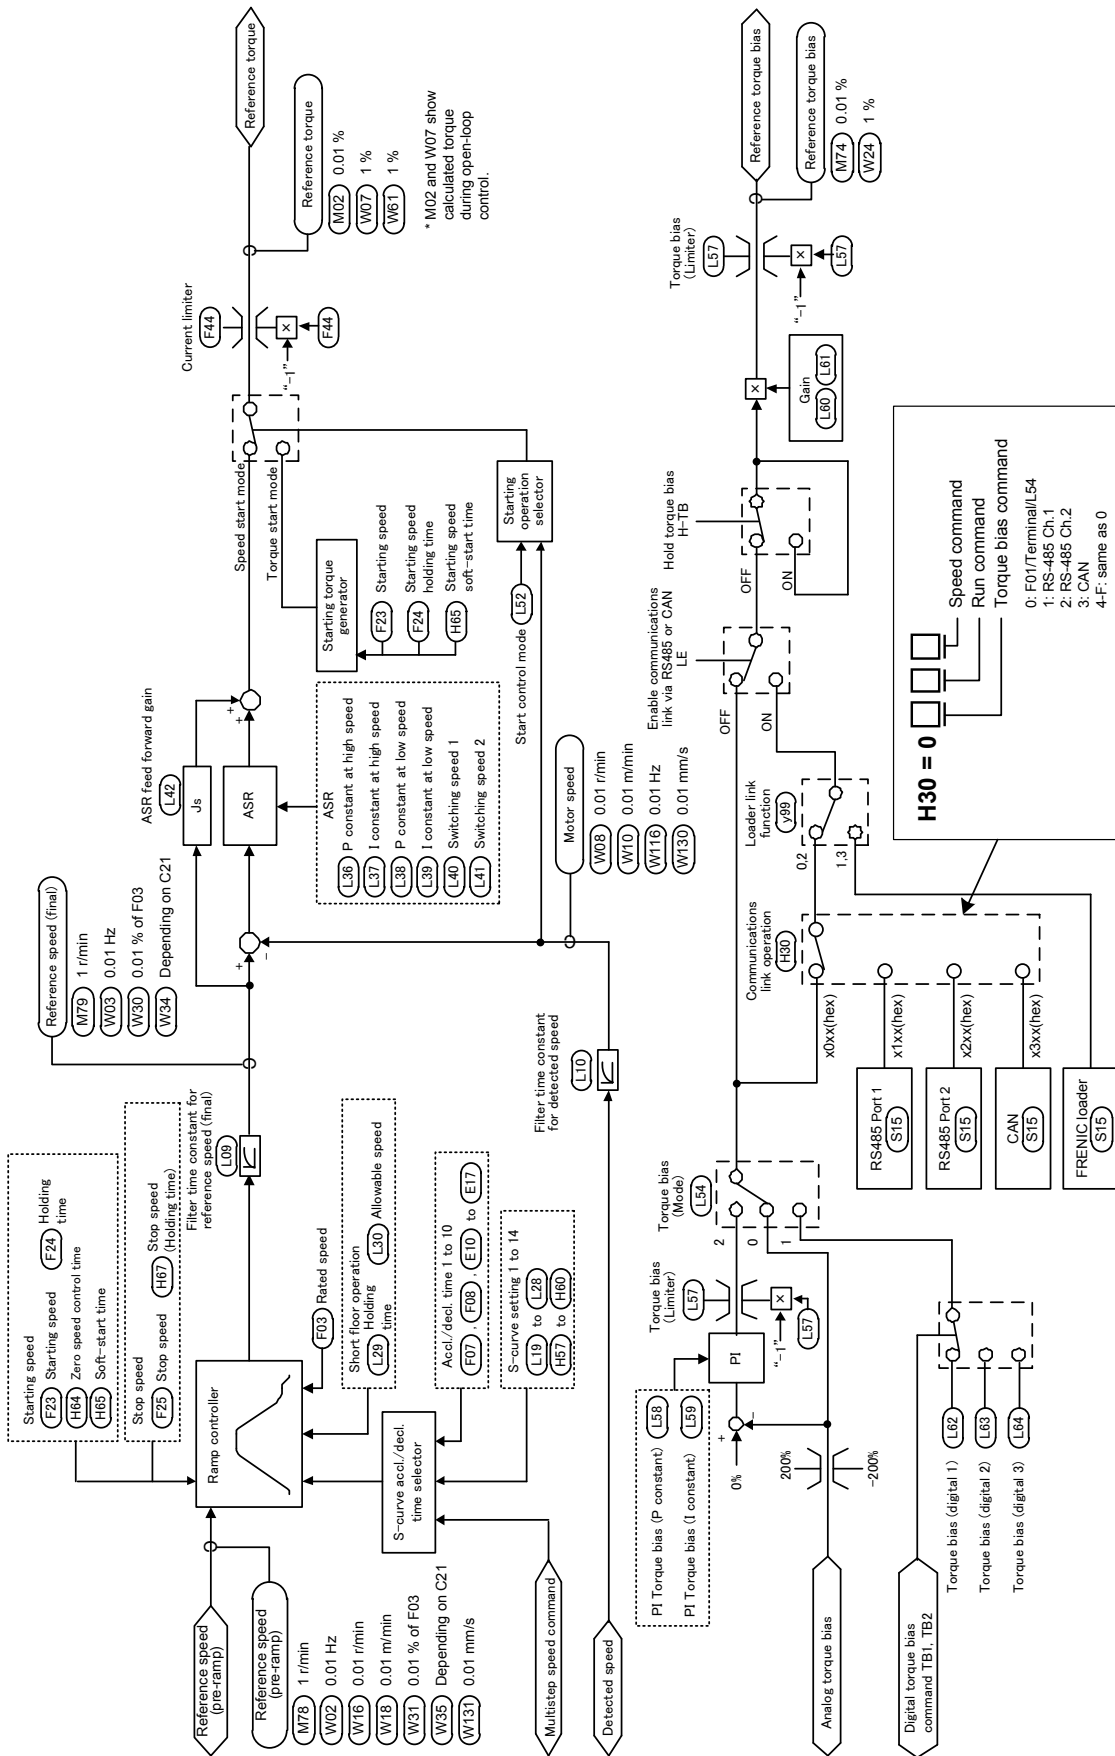 Reference speed
(pre-ramp)
Reference speed
(pre-ramp)
M78 1 r/min
W02 0.01 Hz
W16 0.01 r/min
W18 0.01 m/min
W31 0.01 % of F03
W35 Depending on C21
W131 0.01 mm/s
Multistep speed command
Detected speed
Starting speed
F23 Starting speed
F24 Holding
time
H64 Zero speed control time
H65 Soft-start time
Stop speed
F25 Stop speed
H67 Stop speed
(Holding time)
Ramp controller
F03 Rated speed
Short floor operation
L29 Holding
time
L30 Allowable speed
S-curve accl./decl.
time selector
Accl./decl. time 1 to 10
F07 , F08 , E10 to E17
S-curve setting 1 to 14
L19 to L28
H57 to H60
Filter time constant for
reference speed (final)
L09
Filter time constant
for detected speed
L10
Reference speed (final)
M79 1 r/min
W03 0.01 Hz
W30 0.01 % of F03
W34 Depending on C21
+
-
ASR feed forward gain
L42
Js
ASR
+
+
ASR
L36 P constant at high speed
L37 I constant at high speed
L38 P constant at low speed
L39 I constant at low speed
L40 Switching speed 1
L41 Switching speed 2
Motor speed
W08 0.01 r/min
W10 0.01 m/min
W116 0.01 Hz
W130 0.01 mm/s
Speed start mode
Torque start mode
Starting torque
generator
F23 Starting speed
F24 Starting speed
holding time
H65 Starting speed
soft-start time
Start control mode L52
Starting
operation
selector
Current limiter
F44
"-1"
×
F44
Reference torque
Reference torque
M02 0.01 %
W07 1 %
W61 1 %
* M02 and W07 show
calculated torque
during open-loop
control.
Analog torque bias
Digital torque bias
command TB1, TB2
PI Torque bias (P constant) L58
PI Torque bias (I constant) L59
0%
+
-
PI
200%
-200%
Torque bias
(Limiter)
L57
"-1"
×
L57
Torque bias (digital 1) L62
Torque bias (digital 2) L63
Torque bias (digital 3) L64
Torque bias
(Mode)
L54
2
0
1
RS485 Port 1
S15
RS485 Port 2
S15
CAN
S15
FRENIC loader
S15
x0xx(hex)
x1xx(hex)
x2xx(hex)
x3xx(hex)
Communications
link operation
H30
Loader link
function
y99
0,2
1,3
Enable communications
link via RS485 or CAN
LE
OFF
ON
Hold torque bias
H-TB
OFF
ON
×
Gain
L60 L61
Torque bias
(Limiter)
L57
"-1"
×
L57
Reference torque bias
Reference torque bias
M74 0.01 %
W24 1 %
H30 = 0
Speed command
Run command
Torque bias command
0: F01/Terminal/L54
1: RS-485 Ch.1
2: RS-485 Ch.2
3: CAN
4-F: same as 0